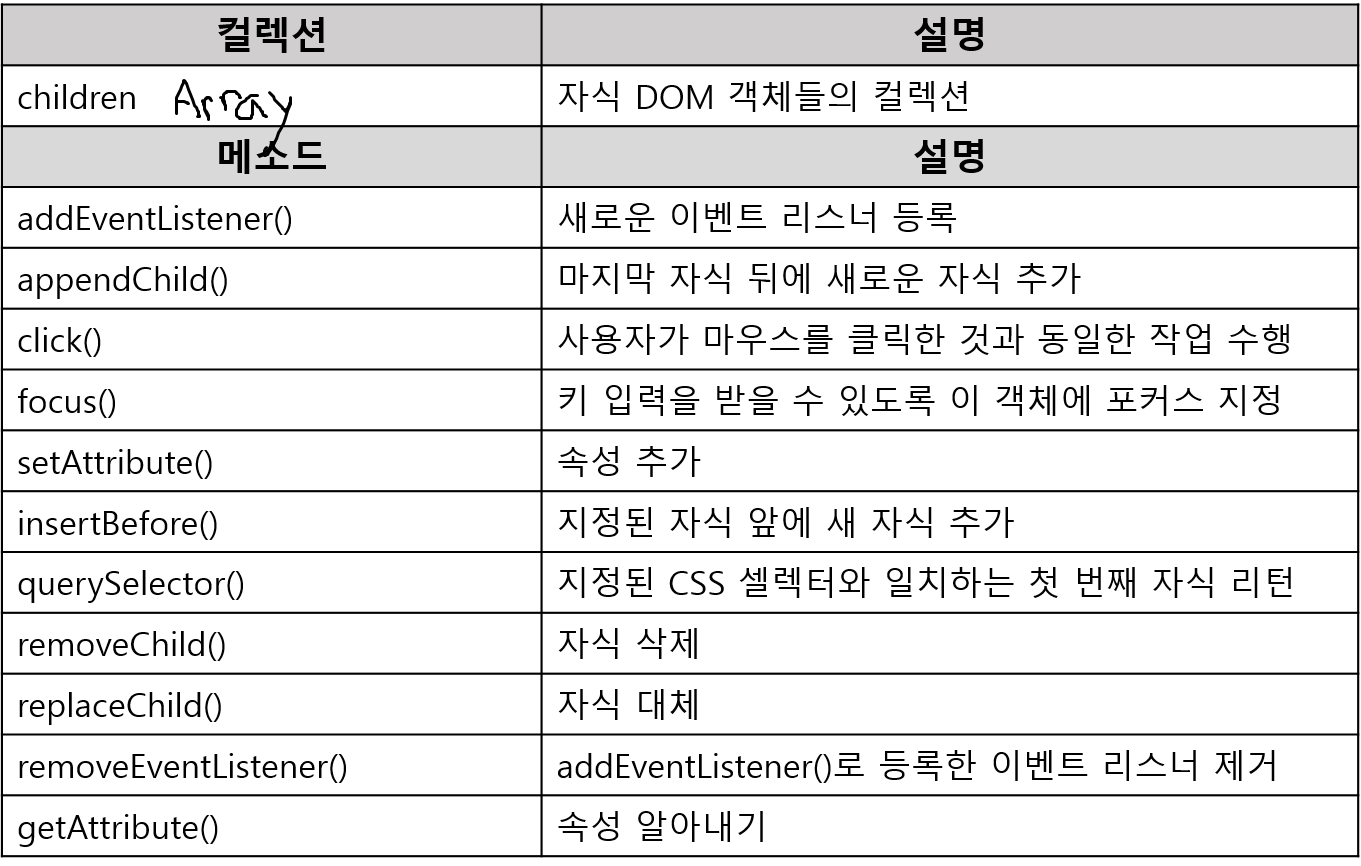 컬렉션 설명
children Array 자식 DOM 객체들의 컬렉션
메소드 설명
addEventListener() 새로운 이벤트 리스너 등록
appendChild() 마지막 자식 뒤에 새로운 자식 추가
click() 사용자가 마우스를 클릭한 것과 동일한 작업 수행
focus() 키 입력을 받을 수 있도록 이 객체에 포커스 지정
setAttribute() 속성 추가
insertBefore() 지정된 자식 앞에 새 자식 추가
querySelector() 지정된 CSS 셀렉터와 일치하는 첫 번째 자식 리턴
removeChild() 자식 삭제
replaceChild() 자식 대체
removeEventListener() addEventListener()로 등록한 이벤트 리스너 제거
getAttribute() 속성 알아내기